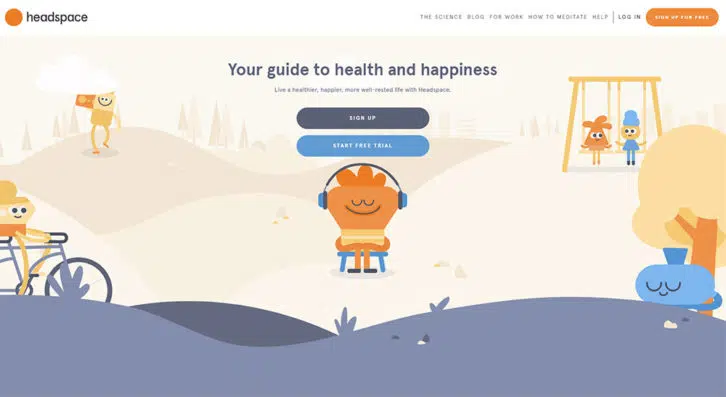 headspace
THE SCIENCE BLOG FOR WORK HOW TO MEDITATE HELP LOG IN SIGN UP FOR FREE
Your guide to health and happiness
Live a healthier, happier, more well-rested life with Headspace.
SIGN UP
START FREE TRIAL